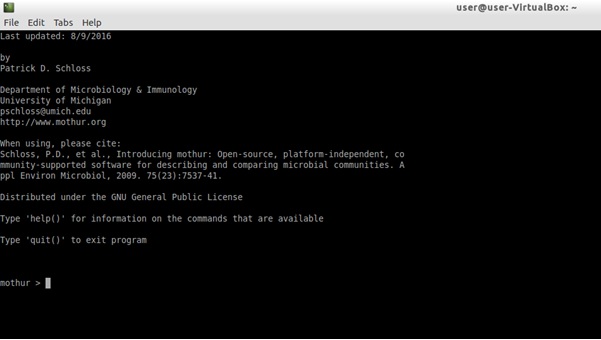 user@user-VirtualBox: ~
File Edit Tabs Help
Last updated: 8/9/2016
by
Patrick D. Schloss
Department of Microbiology & Immunology
University of Michigan
pschloss@umich.edu
http://www.mothur.org
When using, please cite:
Schloss, P.D., et al., Introducing mothur: Open-source, platform-independent, co
mmunity-supported software for describing and comparing microbial communities. A
ppl Environ Microbiol, 2009. 75(23):7537-41.
Distributed under the GNU General Public License
Type 'help()' for information on the commands that are available
Type 'quit()' to exit program
mothur >